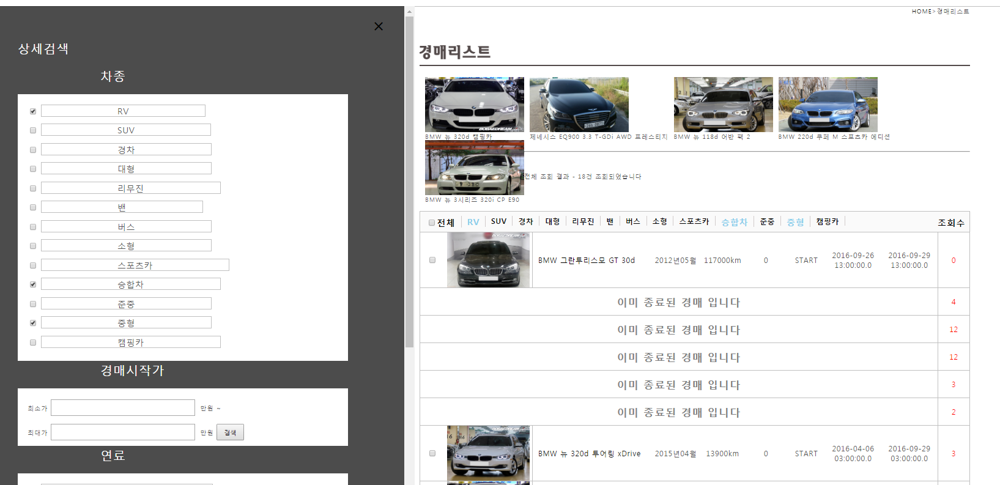 HOME>경매리스트
상세검색
차종
RV
SUV
경차
대형
리무진
밴
버스
소형
스포츠카
승합차
준중
중형
캠핑카
경매시작가
최소가 만원 ~
최대가 만원 검색
연료
경매리스트
BOBAEDREAM
BMW 뉴 320d 캠핑카
제네시스 EQ900 3.3 T-GDi AWD 프레스티지
BMW 뉴 118d 어반 팩 2
BMW 220d 쿠페 M 스포츠카 에디션
BMW 뉴 3시리즈 320i CP E90
전체 조회 결과 - 18건 조회되었습니다
전체 RV SUV 경차 대형 리무진 밴 버스 소형 스포츠카 승합차 준중 중형 캠핑카 조회수
BOBAEDREAM
BMW 그란투리스모 GT 30d 2012년05월 117000km 0 START 2016-09-26 13:00:00.0 2016-09-29 13:00:00.0 0
이미 종료된 경매 입니다 4
이미 종료된 경매 입니다 12
이미 종료된 경매 입니다 12
이미 종료된 경매 입니다 3
이미 종료된 경매 입니다 2
BOBAEDREAM
BMW 뉴 320d 투어링 xDrive 2015년04월 13900km 0 START 2016-04-06 03:00:00.0 2016-09-29 03:00:00.0 3